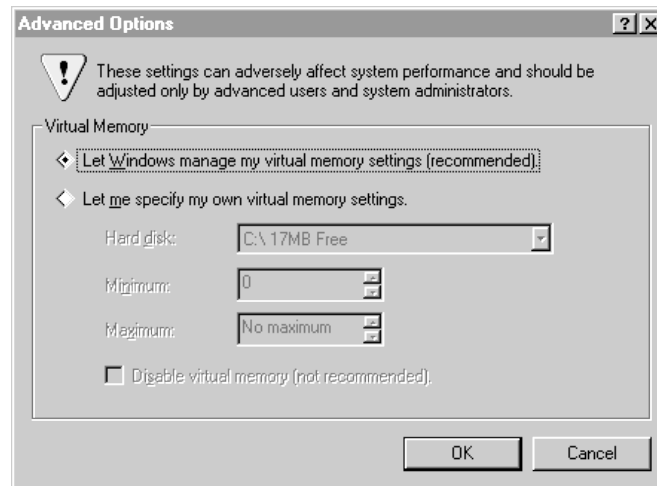 Advanced Options
These settings can adversely affect system performance and should be
adjusted only by advanced users and system administrators.
Virtual Memory
Let Windows manage my virtual memory settings (recommended).
Let me specify my own virtual memory settings.
Hard disk: C:\ 17MB Free
Minimum: 0
Maximum: No maximum
Disable virtual memory (not recommended).
OK Cancel